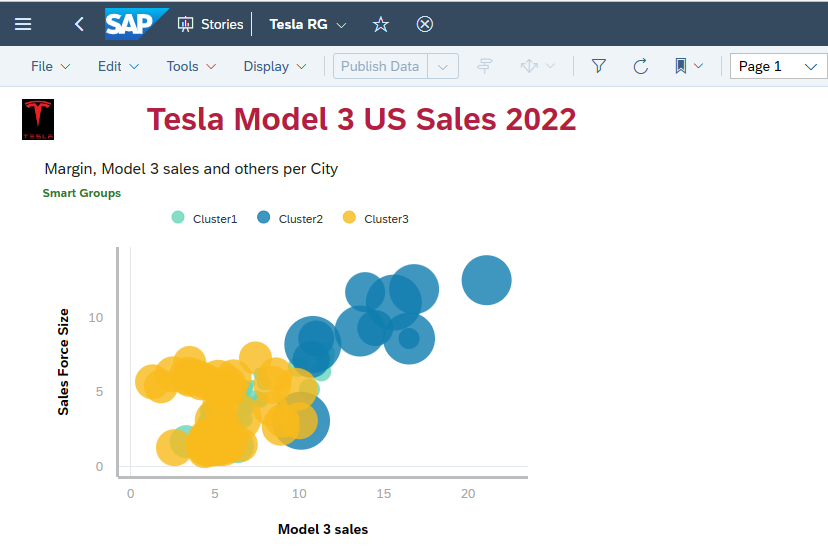 SAP Stories Tesla RG
File Edit Tools Display Publish Data Page 1
TESLA
Tesla Model 3 US Sales 2022
Margin, Model 3 sales and others per City
Smart Groups
Cluster1 Cluster2 Cluster3
Sales Force Size
10
5
0
0 5 10 15 20
Model 3 sales